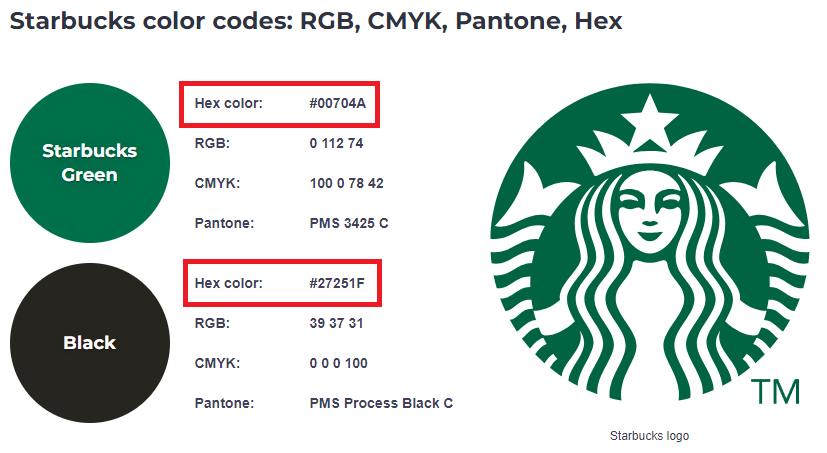 Starbucks color codes: RGB, CMYK, Pantone, Hex
Starbucks
Green
Hex color: #00704A
RGB: 0 112 74
CMYK: 100 0 78 42
Pantone: PMS 3425 C
Black
Hex color: #27251F
RGB: 39 37 31
CMYK: 0 0 0 100
Pantone: PMS Process Black C
TM
Starbucks logo